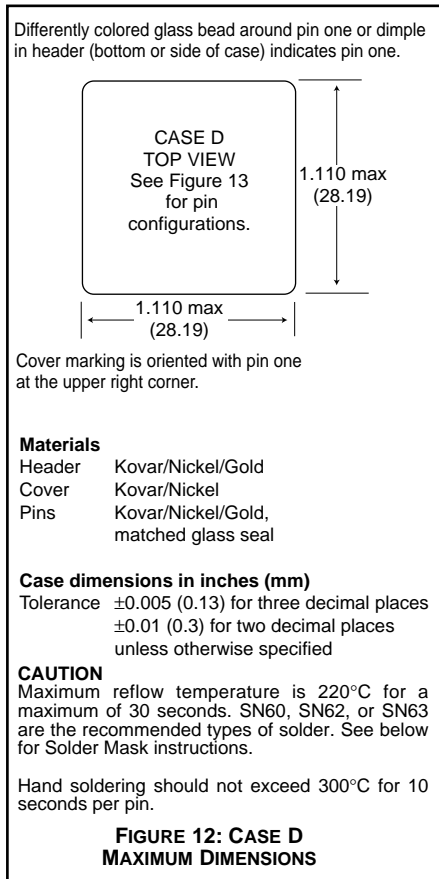 Differently colored glass bead around pin one or dimple
in header (bottom or side of case) indicates pin one.
CASE D
TOP VIEW
See Figure 13
for pin
configurations.
1.110 max
(28.19)
1.110 max
(28.19)
Cover marking is oriented with pin one
at the upper right corner.
Materials
Header Kovar/Nickel/Gold
Cover Kovar/Nickel
Pins Kovar/Nickel/Gold,
matched glass seal
Case dimensions in inches (mm)
Tolerance ±0.005 (0.13) for three decimal places
±0.01 (0.3) for two decimal places
unless otherwise specified
CAUTION
Maximum reflow temperature is 220°C for a
maximum of 30 seconds. SN60, SN62, or SN63
are the recommended types of solder. See below
for Solder Mask instructions.
Hand soldering should not exceed 300°C for 10
seconds per pin.
FIGURE 12: CASE D
MAXIMUM DIMENSIONS